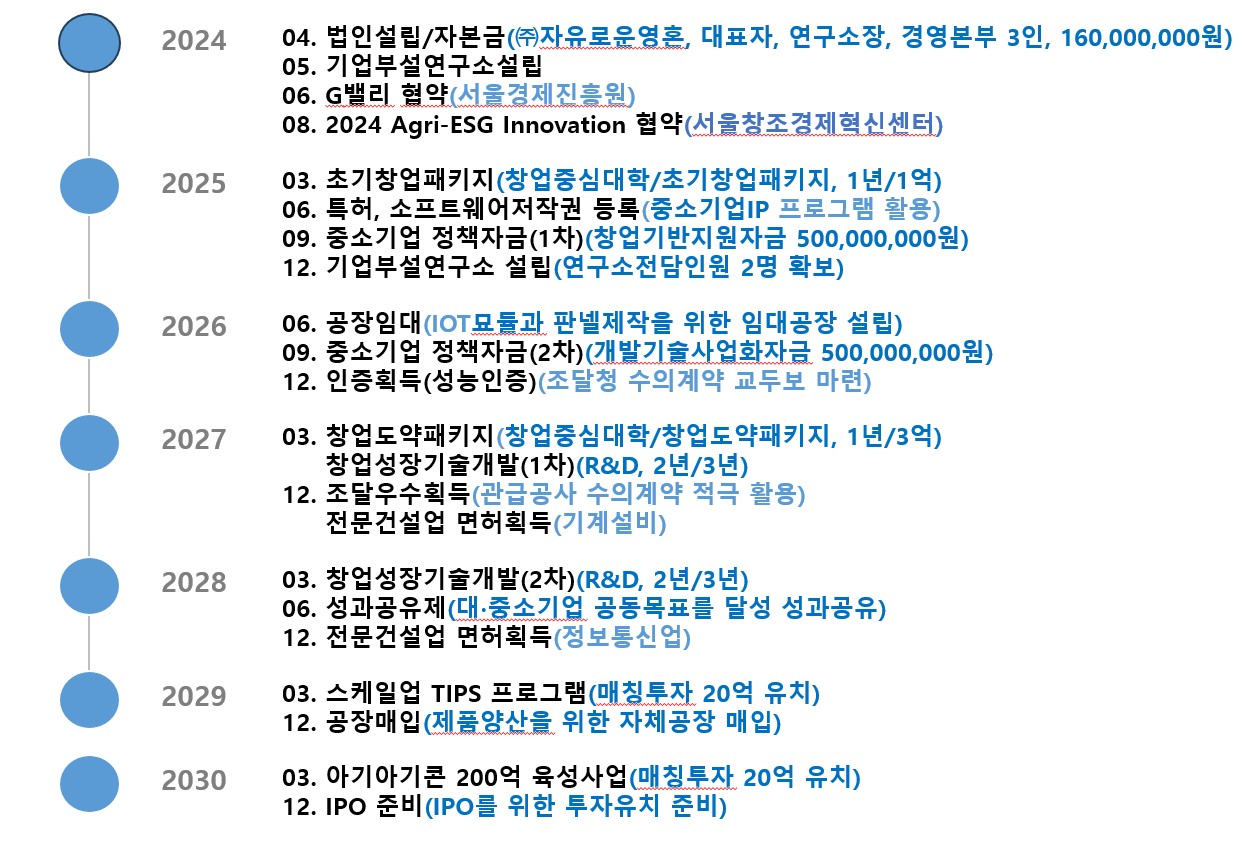 2024
04. 법인설립/자본금(㈜자유로운영혼, 대표자, 연구소장, 경영본부 3인, 160,000,000원)
05. 기업부설연구소설립
06. G밸리 협약(서울경제진흥원)
08. 2024 Agri-ESG Innovation 협약(서울창조경제혁신센터)
2025
03. 초기창업패키지(창업중심대학/초기창업패키지, 1년/1억)
06. 특허, 소프트웨어저작권 등록(중소기업IP 프로그램 활용)
09. 중소기업 정책자금(1차)(창업기반지원자금 500,000,000원)
12. 기업부설연구소 설립(연구소전담인원 2명 확보)
2026
06. 공장임대(IOT묘듈과 판넬제작을 위한 임대공장 설립)
09. 중소기업 정책자금(2차)(개발기술사업화자금 500,000,000원)
12. 인증획득(성능인증)(조달청 수의계약 교두보 마련)
2027
03. 창업도약패키지(창업중심대학/창업도약패키지, 1년/3억)
창업성장기술개발(1차)(R&D, 2년/3년)
12. 조달우수획득(관급공사 수의계약 적극 활용)
전문건설업 면허획득(기계설비)
2028
03. 창업성장기술개발(2차)(R&D, 2년/3년)
06. 성과공유제(대·중소기업 공동목표를 달성 성과공유)
12. 전문건설업 면허획득(정보통신업)
2029
03. 스케일업 TIPS 프로그램(매칭투자 20억 유치)
12. 공장매입(제품양산을 위한 자체공장 매입)
2030
03. 아기아기콘 200억 육성사업(매칭투자 20억 유치)
12. IPO 준비(IPO를 위한 투자유치 준비)